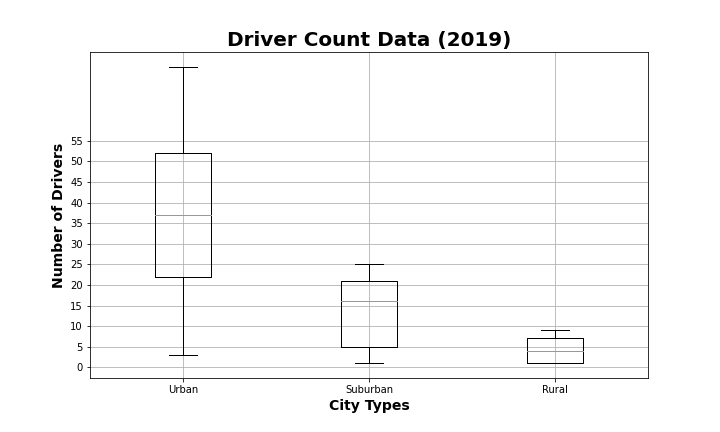 Driver Count Data (2019)
Number of Drivers
55
50
45
40
35
30
25
20
15
10
5
0
Urban
Suburban
Rural
City Types